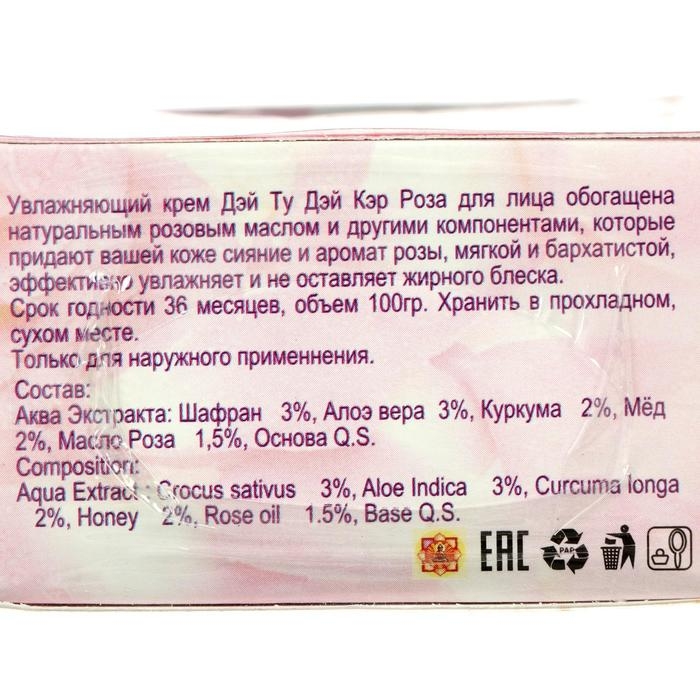 Увлажняющий крем Дэй Ту Дэй Кэр Роза для лица обогащена
натуральным розовым маслом и другими компонентами, которые
придают вашей коже сияние и аромат розы, мягкой и бархатистой,
эффективно увлажняет и не оставляет жирного блеска.
Срок годности 36 месяцев, объем 100гр. Хранить в прохладном,
сухом месте.
Только для наружного применнения.
Состав:
Аква Экстракта: Шафран 3%, Алоэ вера 3%, Куркума 2%, Мёд
2%, Масло Роза 1,5%, Основа Q.S.
Composition:
Aqua Extract : Crocus sativus 3%, Aloe Indica 3%, Curcuma longa
2%, Honey 2%, Rose oil 1.5%, Base Q.S.
EAC PAP